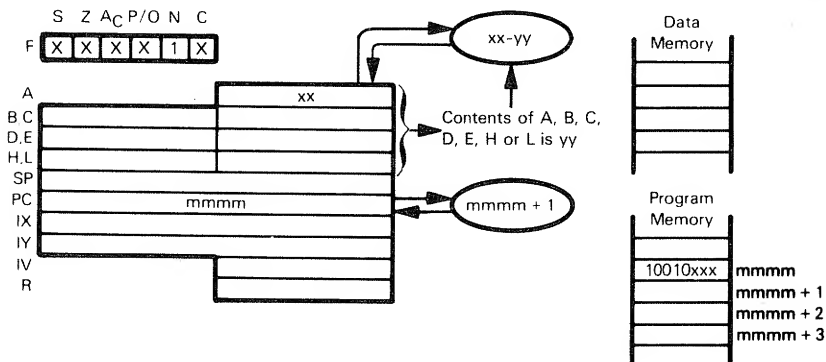 S Z AC P/O N C
F X X X X 1 X
xx-yy
A xx
B C
D,E
H,L
Contents of A, B, C,
D, E, H or L is yy
SP
PC mmmm
mmmm + 1
IX
IY
IV
R
Data
Memory
Program
Memory
10010xxx mmmm
mmmm + 1
mmmm + 2
mmmm + 3